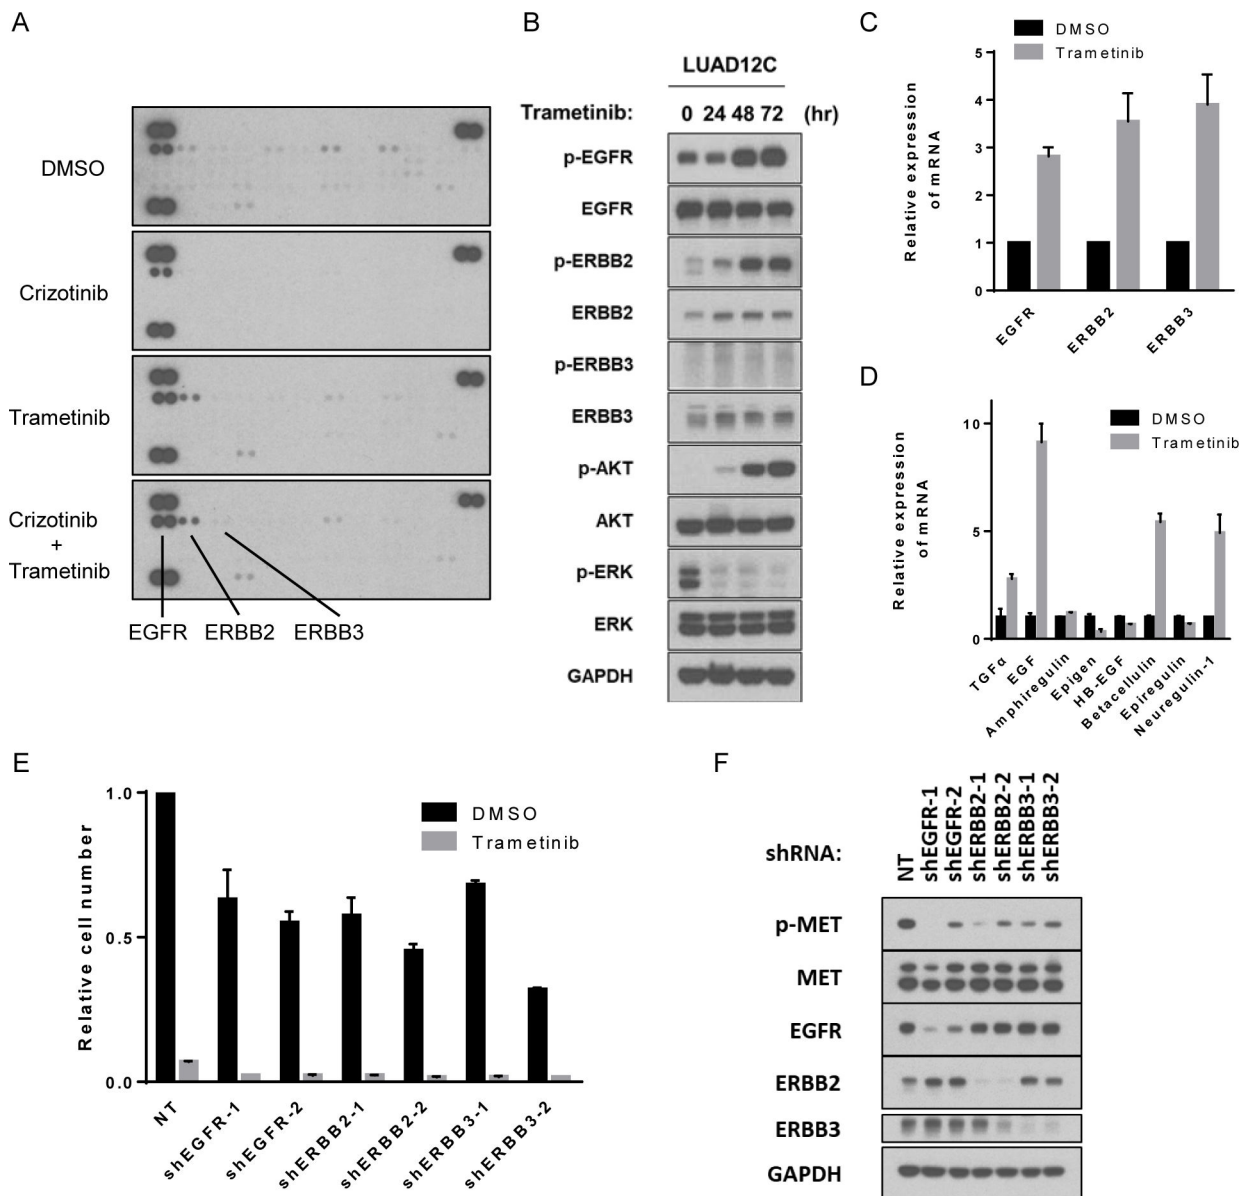 A
DMSO
Crizotinib
Trametinib
Crizotinib
+
Trametinib
EGFR ERBB2 ERBB3
B
LUAD12C
Trametinib: 0 24 48 72 (hr)
p-EGFR
EGFR
p-ERBB2
ERBB2
p-ERBB3
ERBB3
p-AKT
AKT
p-ERK
ERK
GAPDH
C
DMSO
Trametinib
Relative expression
of mRNA
5
4
3
2
1
0
EGFR
ERBB2
ERBB3
D
DMSO
Trametinib
Relative expression
of mRNA
10
5
0
TGFα
EGF
Amphiregulin
Epigen
HB-EGF
Betacellulin
Epiregulin
Neuregulin-1
E
DMSO
Trametinib
Relative cell number
1.0
0.5
0.0
NT
shEGFR-1
shEGFR-2
shERBB2-1
shERBB2-2
shERBB3-1
shERBB3-2
F
shRNA:
NT
shEGFR-1
shEGFR-2
shERBB2-1
shERBB2-2
shERBB3-1
shERBB3-2
p-MET
MET
EGFR
ERBB2
ERBB3
GAPDH